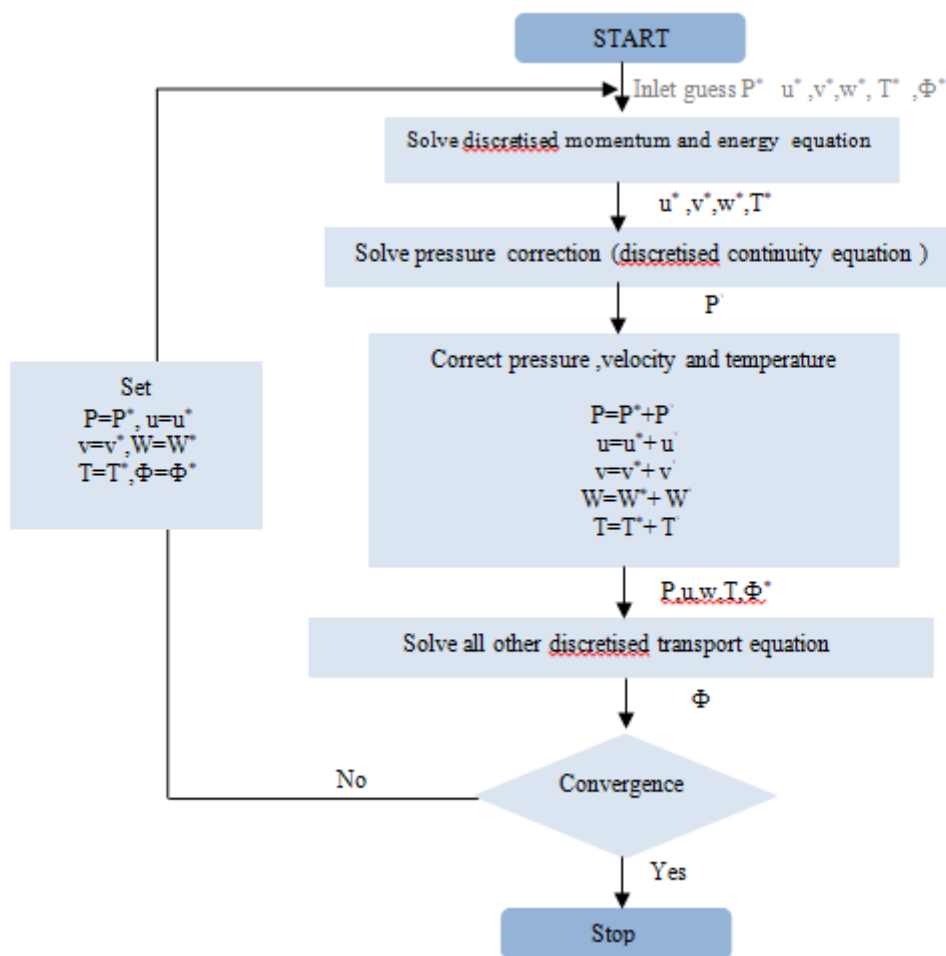 START
Inlet guess P* u* ,v*,w*, T* ,Φ*
Solve discretised momentum and energy equation
u* ,v*,w*,T*
Solve pressure correction (discretised continuity equation )
P`
Correct pressure ,velocity and temperature
P=P*+P`
u=u*+ u`
v=v*+ v`
W=W*+ W`
T=T*+ T`
Set
P=P*, u=u*
v=v*,W=W*
T=T*,Φ=Φ*
P,u,w,T,Φ*
Solve all other discretised transport equation
Φ
Convergence
No
Yes
Stop